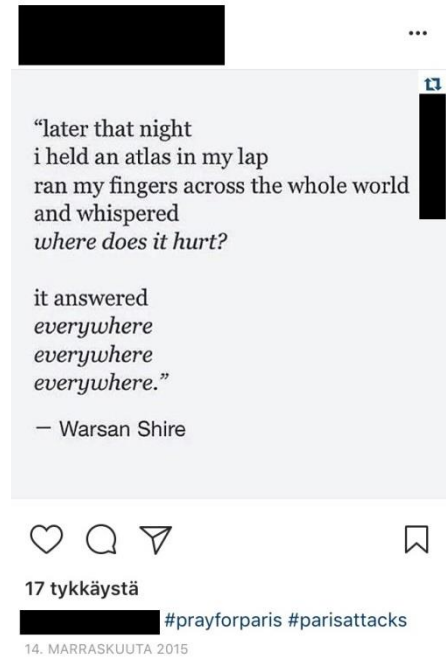 “later that night
i held an atlas in my lap
ran my fingers across the whole world
and whispered
where does it hurt?
it answered
everywhere
everywhere
everywhere.”
— Warsan Shire
17 tykkäystä
#prayforparis #parisattacks
14. MARRASKUUTA 2015